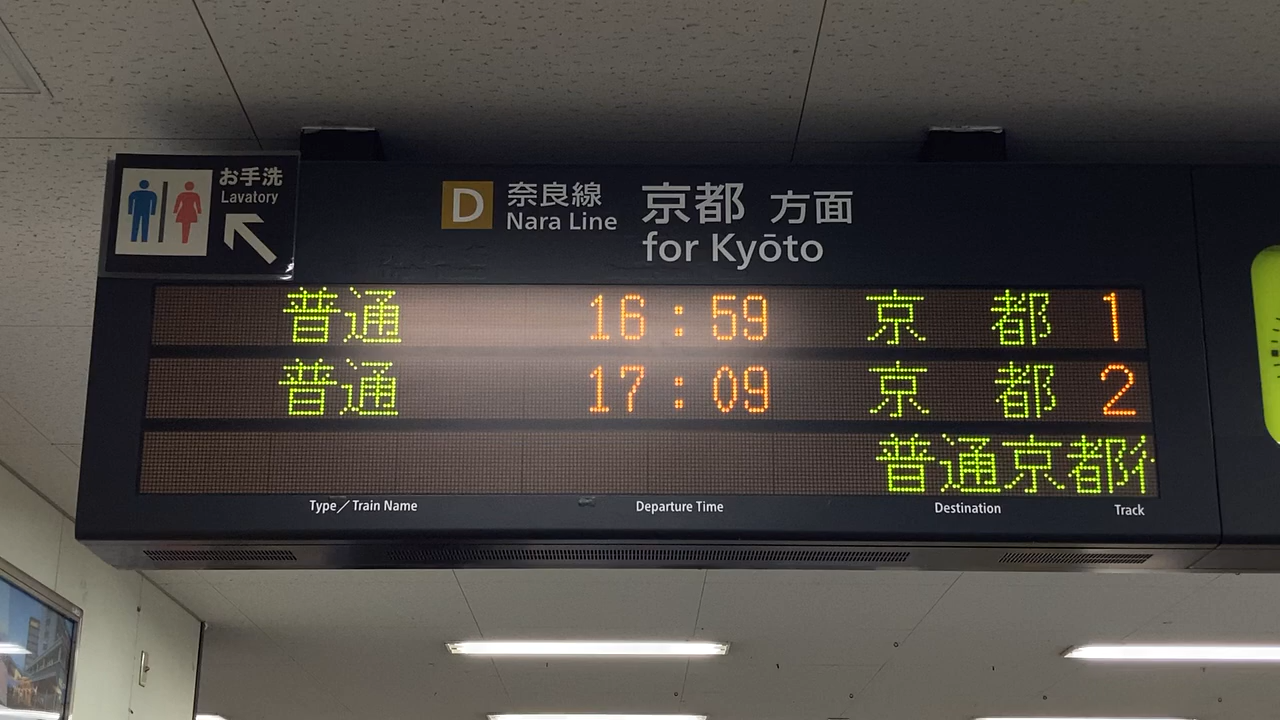 お手洗
Lavatory
D 奈良線 京都 方面
Nara Line for Kyōto
普通 16:59 京都 1
普通 17:09 京都 2
普通京都行
Type／Train Name Departure Time Destination Track